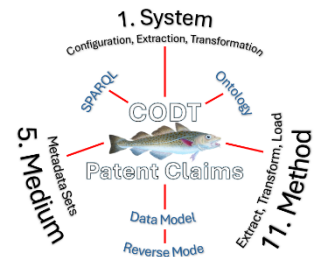 1. System
Configuration, Extraction, Transformation
SPARQL
Ontology
CODT
Patent Claims
5. Medium
Metadata Sets
11. Method
Extract, Transform, Load
Data Model
Reverse Mode